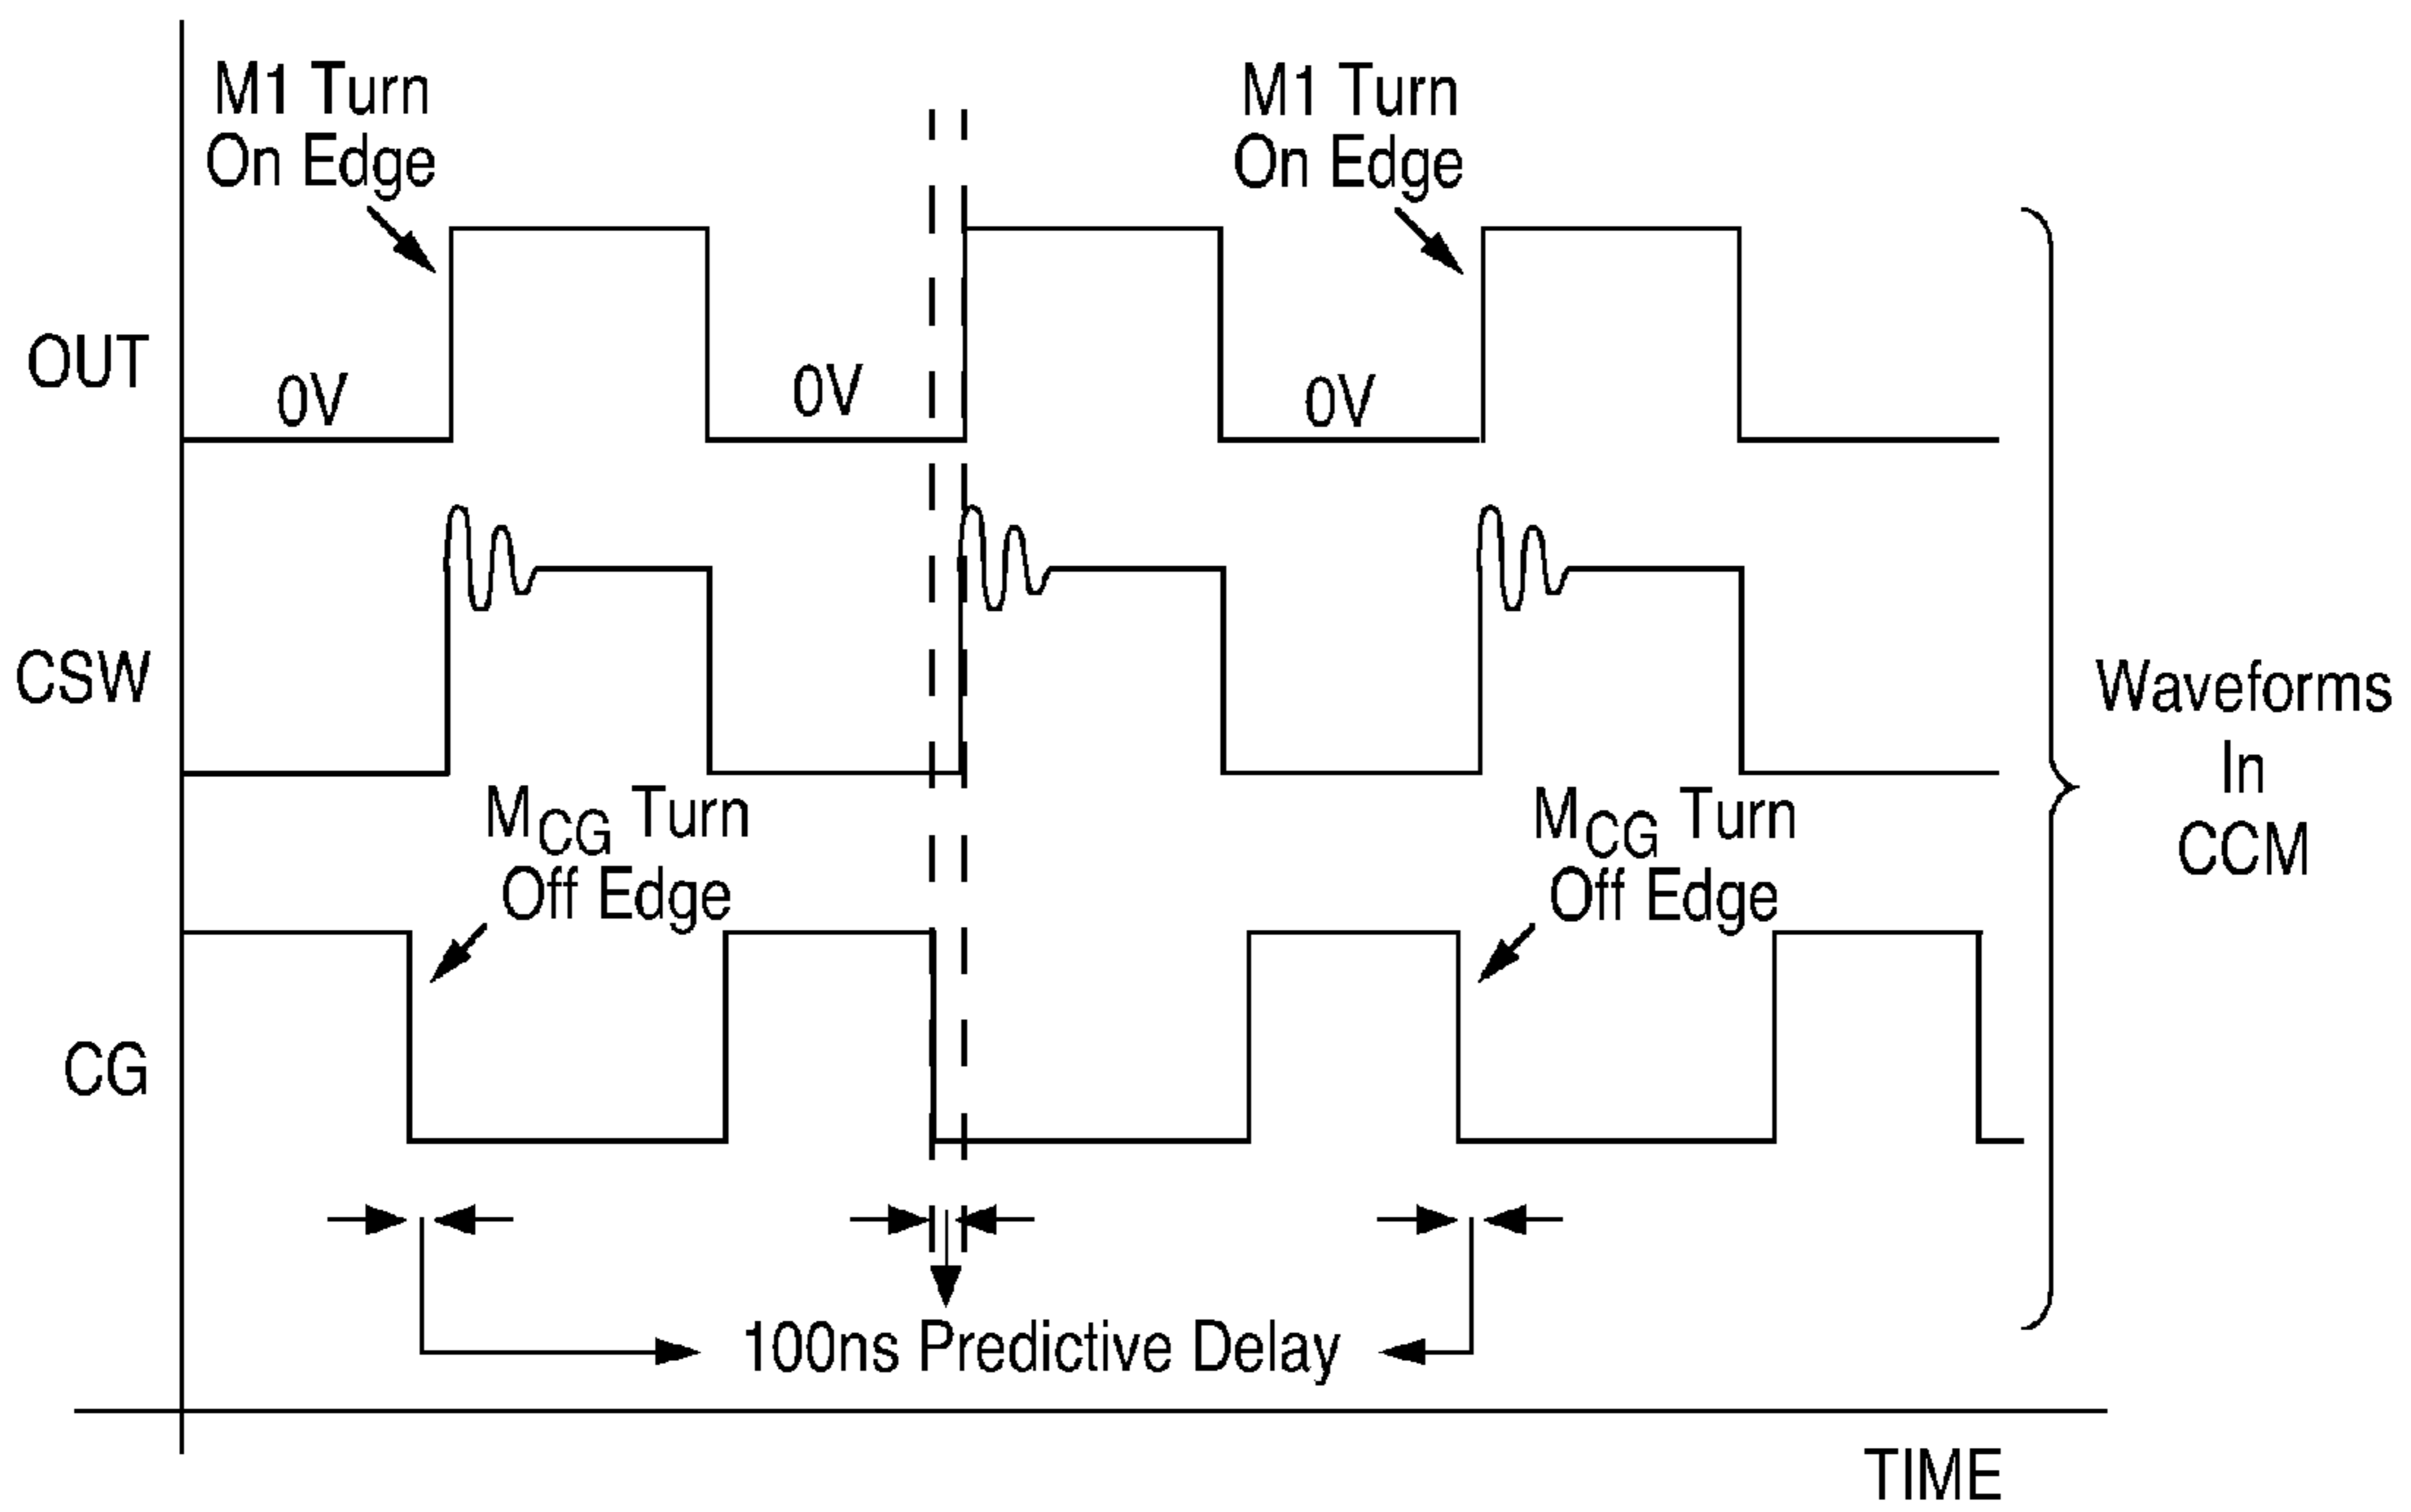 M1 Turn
On Edge
M1 Turn
On Edge
OUT
0V
0V
0V
CSW
MCG Turn
Off Edge
MCG Turn
Off Edge
Waveforms
In
CCM
CG
100ns Predictive Delay
TIME